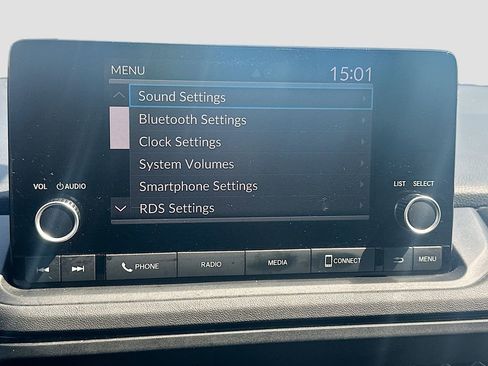 MENU 15:01
Sound Settings
Bluetooth Settings
Clock Settings
System Volumes
Smartphone Settings
RDS Settings
VOL AUDIO LIST SELECT
PHONE RADIO MEDIA CONNECT MENU